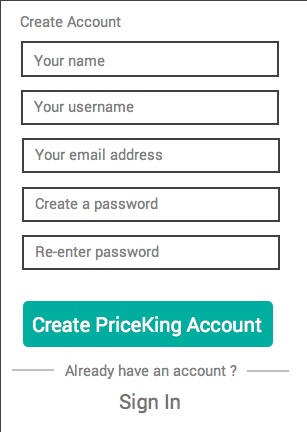 Create Account
Your name
Your username
Your email address
Create a password
Re-enter password
Create PriceKing Account
Already have an account ?
Sign In